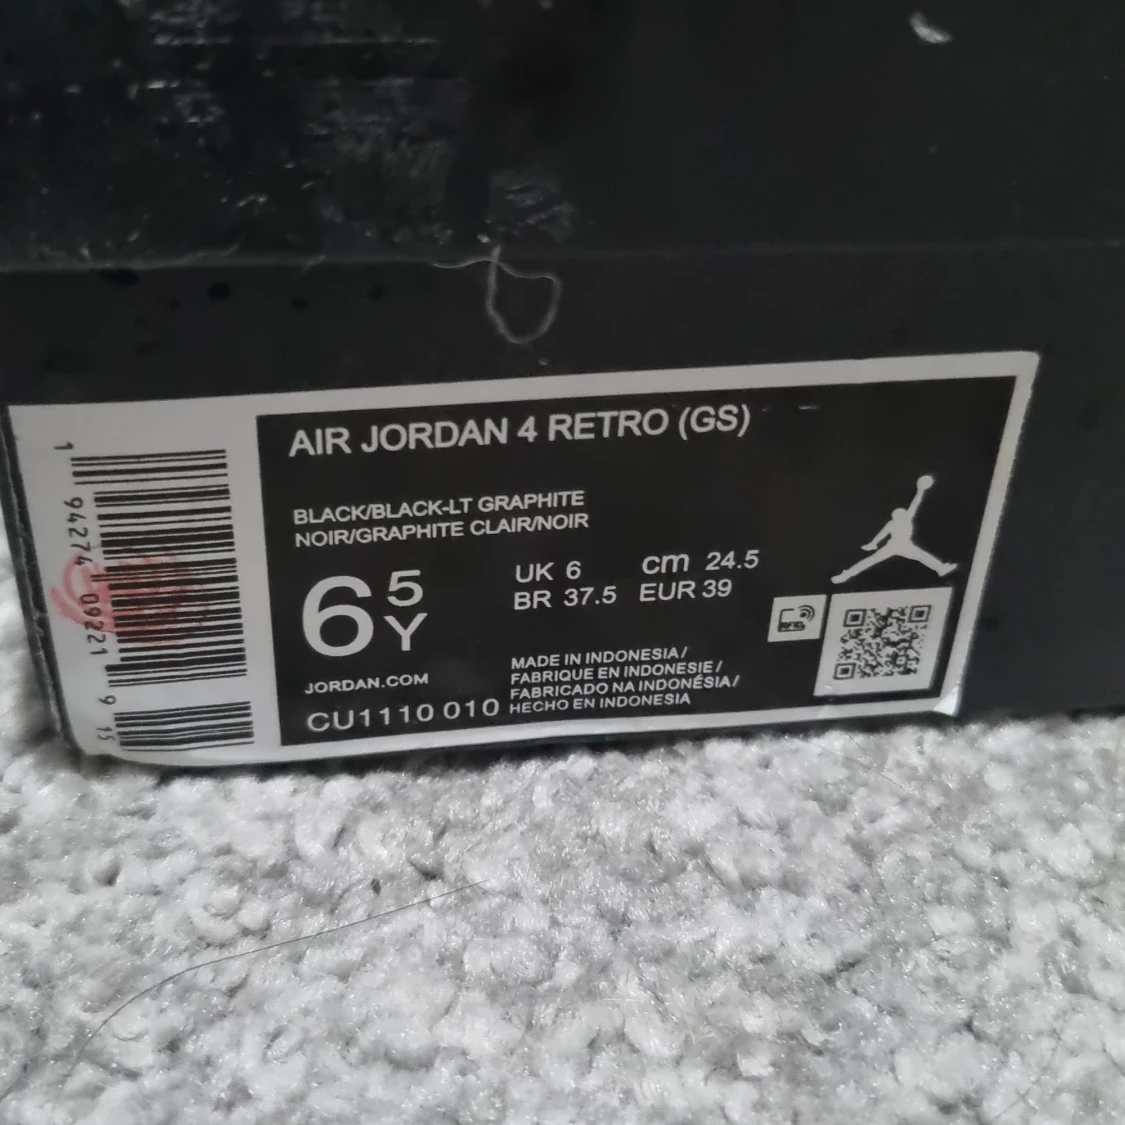 AIR JORDAN 4 RETRO (GS)
BLACK/BLACK-LT GRAPHITE
NOIR/GRAPHITE CLAIR/NOIR
6 5 Y
UK 6 cm 24.5
BR 37.5 EUR 39
MADE IN INDONESIA/
FABRIQUE EN INDONESIE/
FABRICADO NA INDONÉSIA/
HECHO EN INDONESIA
JORDAN.COM
CU1110 010
RFID
1 94274 09221 9 15